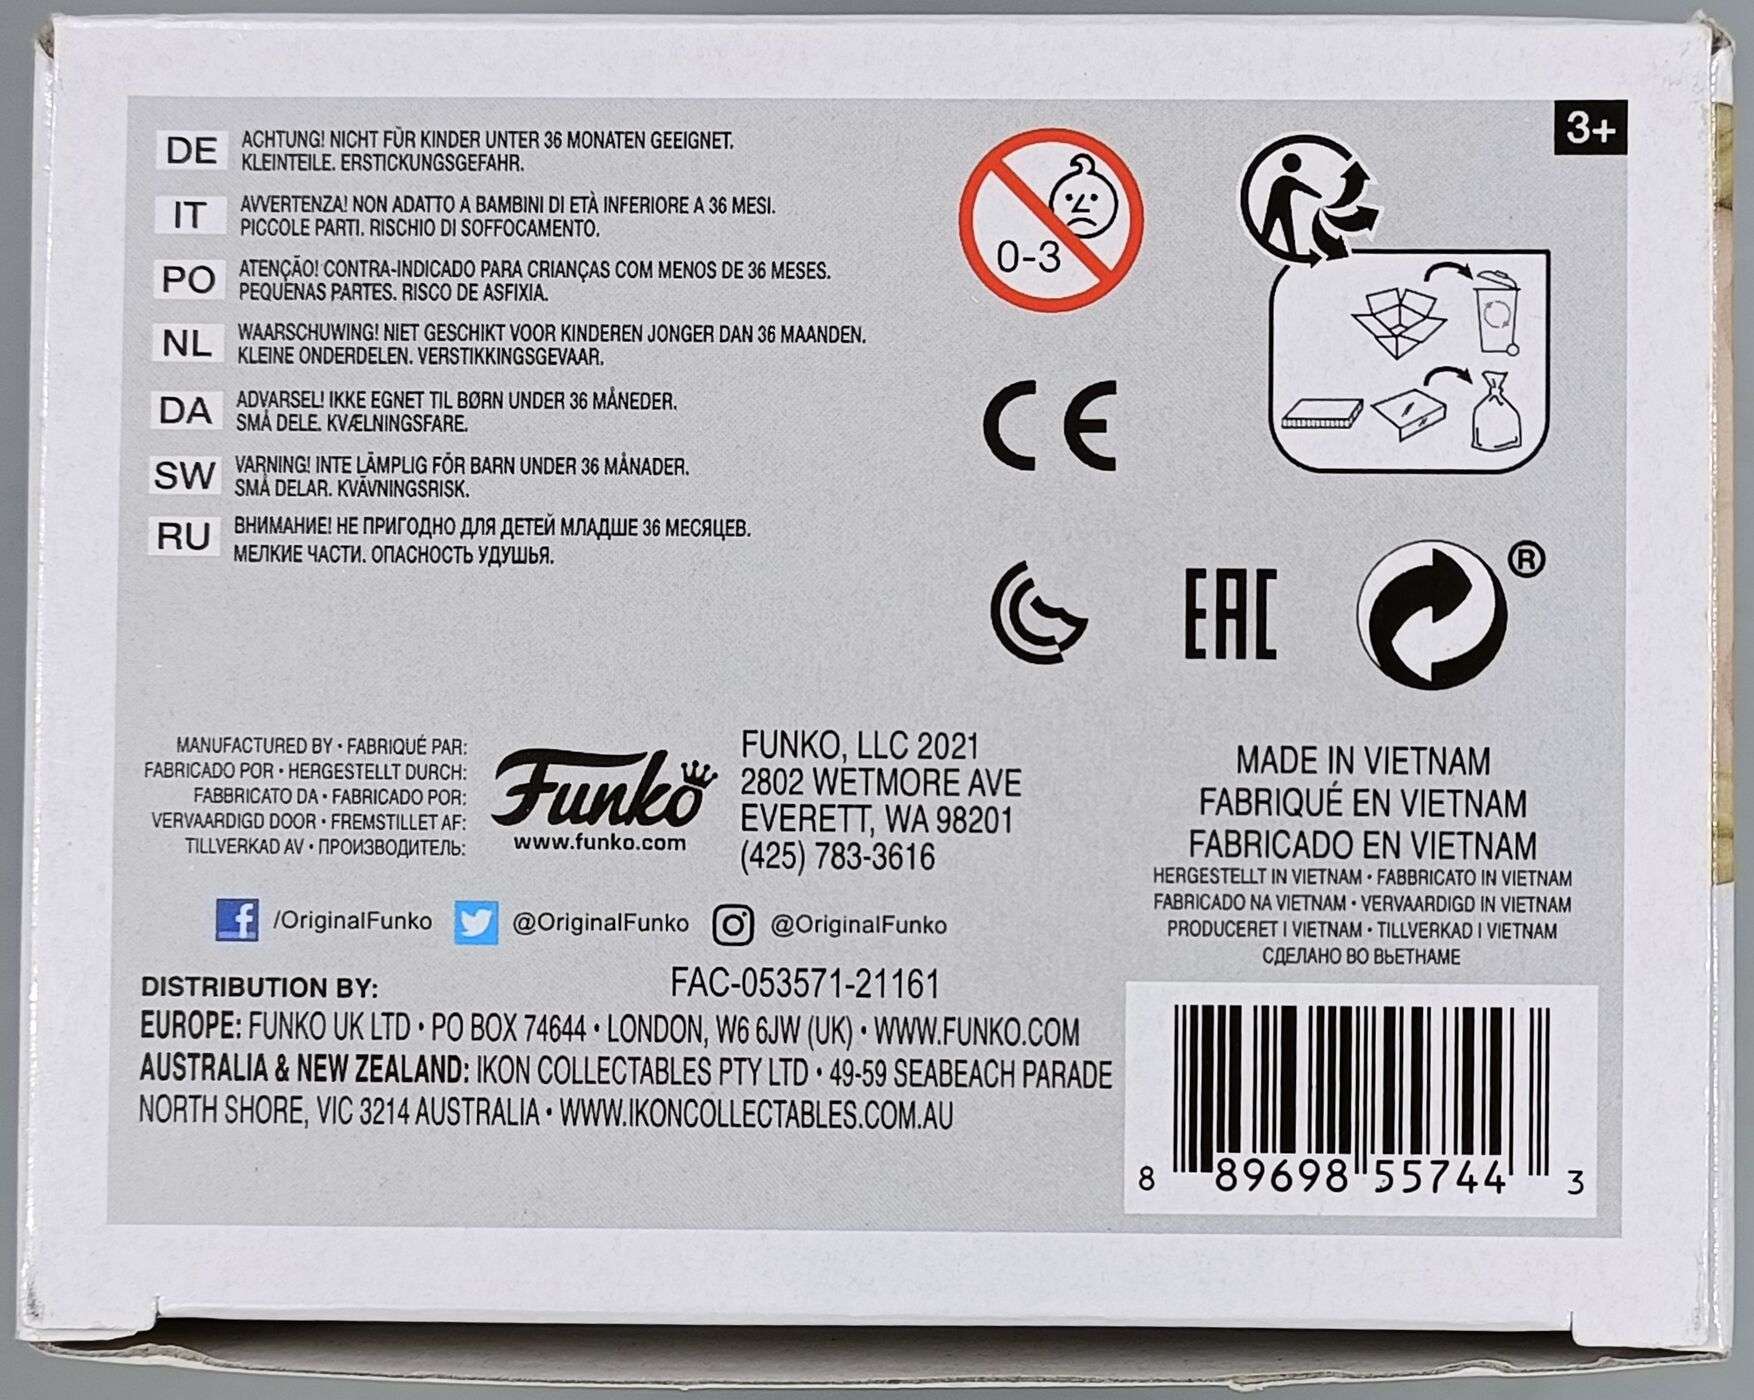 3+
DE ACHTUNG! NICHT FÜR KINDER UNTER 36 MONATEN GEEIGNET.
KLEINTEILE. ERSTICKUNGSGEFAHR.
IT AVVERTENZA! NON ADATTO A BAMBINI DI ETÀ INFERIORE A 36 MESI.
PICCOLE PARTI. RISCHIO DI SOFFOCAMENTO.
PO ATENÇÃO! CONTRA-INDICADO PARA CRIANÇAS COM MENOS DE 36 MESES.
PEQUENAS PARTES. RISCO DE ASFIXIA.
NL WAARSCHUWING! NIET GESCHIKT VOOR KINDEREN JONGER DAN 36 MAANDEN.
KLEINE ONDERDELEN. VERSTIKKINGSGEVAAR.
DA ADVARSEL! IKKE EGNET TIL BØRN UNDER 36 MÅNEDER.
SMÅ DELE. KVÆLNINGSFARE.
SW VARNING! INTE LÄMPLIG FÖR BARN UNDER 36 MÅNADER.
SMÅ DELAR. KVÄVNINGSRISK.
RU ВНИМАНИЕ! НЕ ПРИГОДНО ДЛЯ ДЕТЕЙ МЛАДШЕ 36 МЕСЯЦЕВ.
МЕЛКИЕ ЧАСТИ. ОПАСНОСТЬ УДУШЬЯ.
0-3
CE
EAC
®
MANUFACTURED BY • FABRIQUÉ PAR:
FABRICADO POR • HERGESTELLT DURCH:
FABBRICATO DA • FABRICADO POR:
VERVAARDIGD DOOR • FREMSTILLET AF:
TILLVERKAD AV • ПРОИЗВОДИТЕЛЬ:
Funko
www.funko.com
FUNKO, LLC 2021
2802 WETMORE AVE
EVERETT, WA 98201
(425) 783-3616
MADE IN VIETNAM
FABRIQUÉ EN VIETNAM
FABRICADO EN VIETNAM
HERGESTELLT IN VIETNAM • FABBRICATO IN VIETNAM
FABRICADO NA VIETNAM • VERVAARDIGD IN VIETNAM
PRODUCERET I VIETNAM • TILLVERKAD I VIETNAM
СДЕЛАНО ВО ВЬЕТНАМЕ
f /OriginalFunko @OriginalFunko @OriginalFunko
FAC-053571-21161
DISTRIBUTION BY:
EUROPE: FUNKO UK LTD • PO BOX 74644 • LONDON, W6 6JW (UK) • WWW.FUNKO.COM
AUSTRALIA & NEW ZEALAND: IKON COLLECTABLES PTY LTD • 49-59 SEABEACH PARADE
NORTH SHORE, VIC 3214 AUSTRALIA • WWW.IKONCOLLECTABLES.COM.AU
8 89698 55744 3